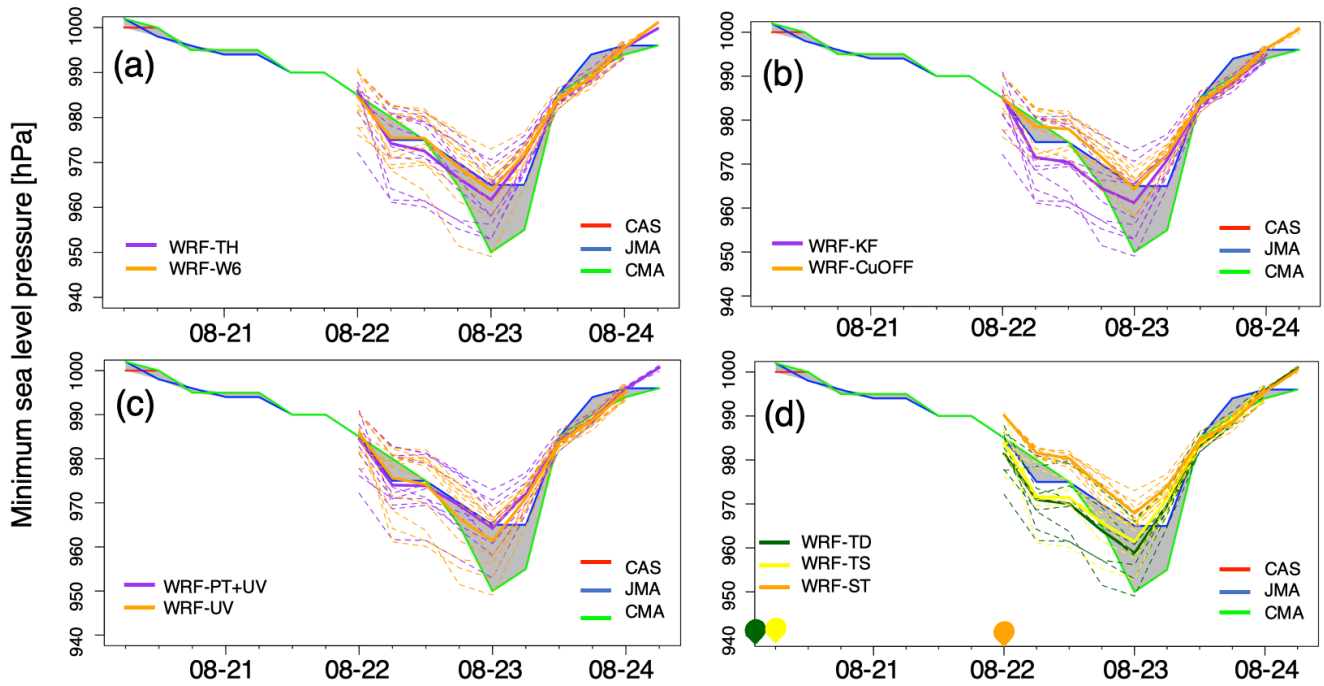 Minimum sea level pressure [hPa]
1000
990
980
970
960
950
940
(a)
WRF-TH
WRF-W6
CAS
JMA
CMA
08-21
08-22
08-23
08-24
1000
990
980
970
960
950
940
(b)
WRF-KF
WRF-CuOFF
CAS
JMA
CMA
08-21
08-22
08-23
08-24
1000
990
980
970
960
950
940
(c)
WRF-PT+UV
WRF-UV
CAS
JMA
CMA
08-21
08-22
08-23
08-24
1000
990
980
970
960
950
940
(d)
WRF-TD
WRF-TS
WRF-ST
CAS
JMA
CMA
08-21
08-22
08-23
08-24